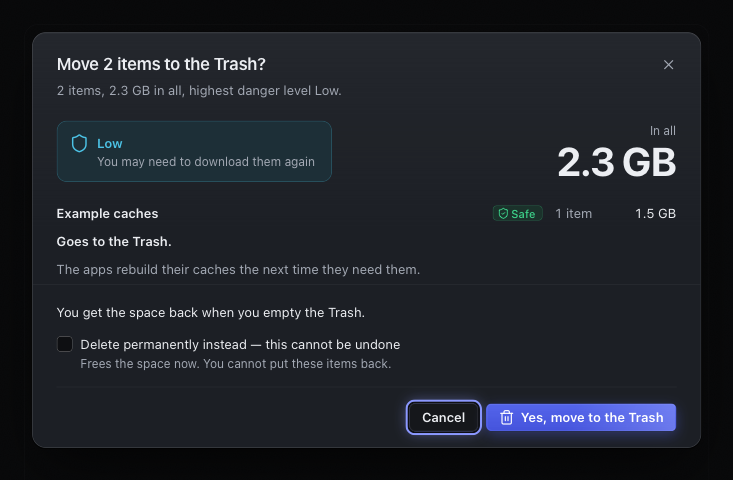 Move 2 items to the Trash?
2 items, 2.3 GB in all, highest danger level Low.
Low
You may need to download them again
In all
2.3 GB
Example caches Safe 1 item 1.5 GB
Goes to the Trash.
The apps rebuild their caches the next time they need them.
You get the space back when you empty the Trash.
Delete permanently instead — this cannot be undone
Frees the space now. You cannot put these items back.
Cancel Yes, move to the Trash